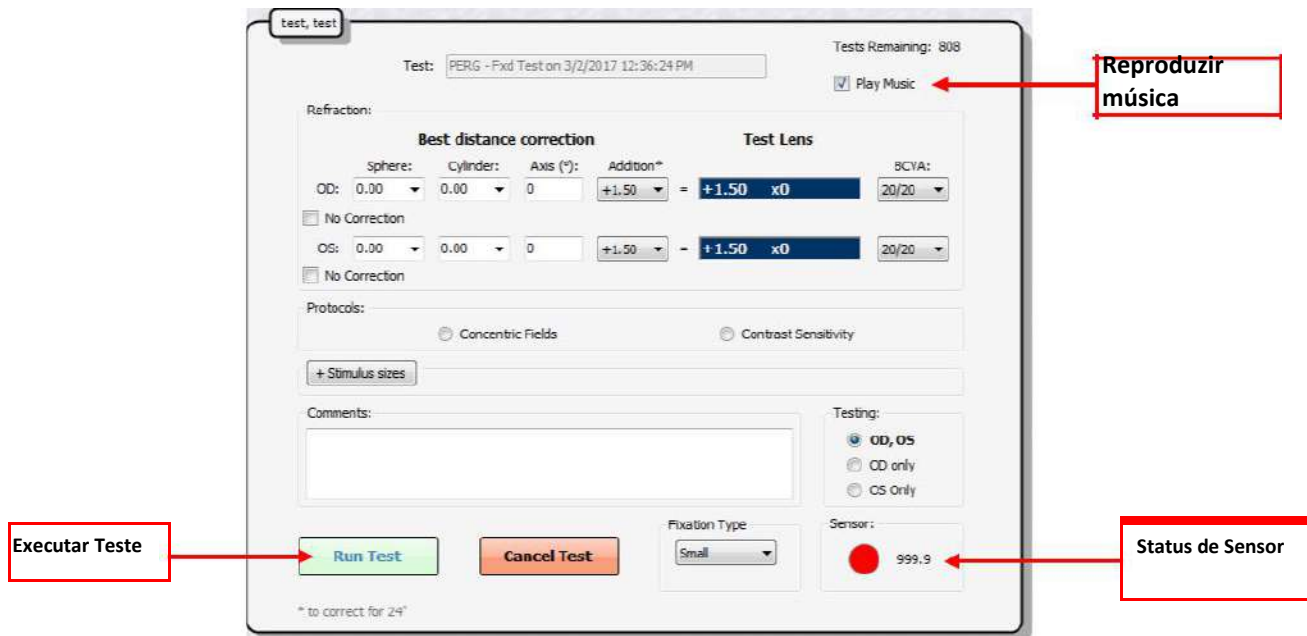 test, test
Tests Remaining: 808
Test: PERG - Fxd Test on 3/2/2017 12:36:24 PM
Play Music
Reproduzir
música
Refraction:
Best distance correction Test Lens
Sphere: Cylinder: Axis (°): Addition* BCVA:
OD: 0.00 0.00 0 +1.50 = +1.50 x0 20/20
No Correction
OS: 0.00 0.00 0 +1.50 = +1.50 x0 20/20
No Correction
Protocols:
Concentric Fields Contrast Sensitivity
+ Stimulus sizes
Comments: Testing:
OD, OS
OD only
OS Only
Executar Teste
Run Test Cancel Test
Fixation Type
Small
Sensor:
999.9
Status de Sensor
* to correct for 24"